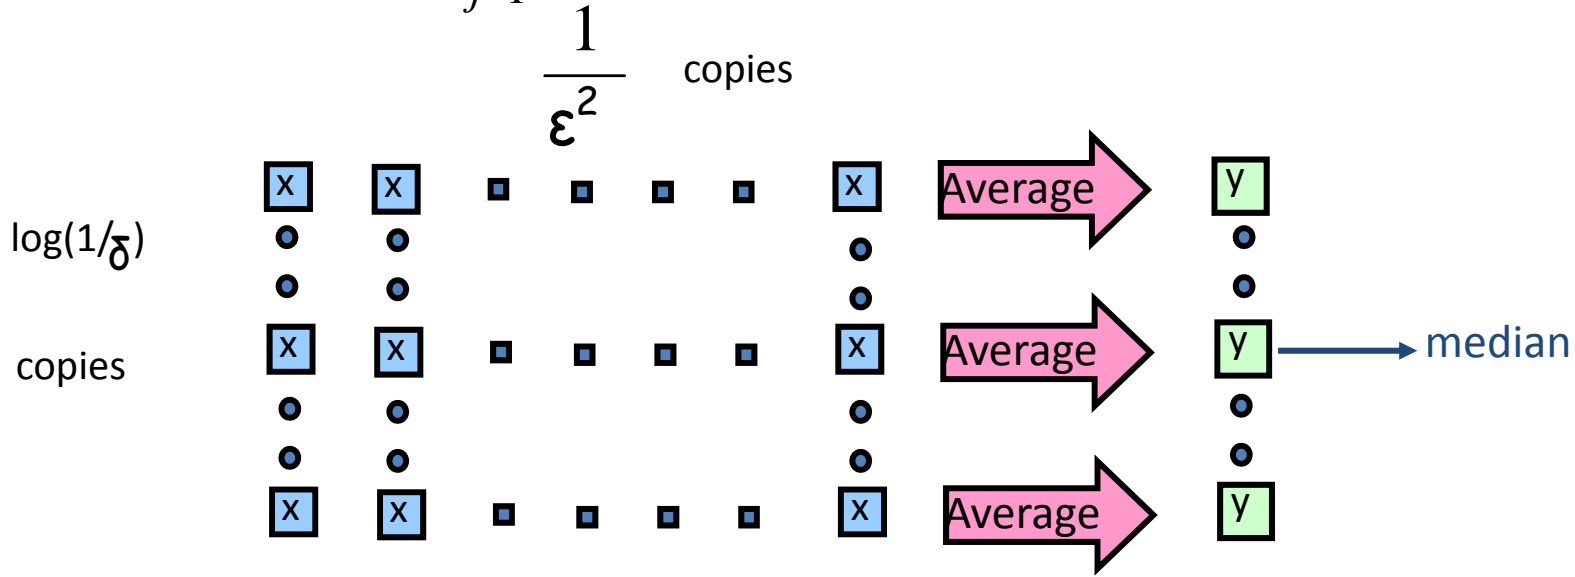 1
ε² copies
x x x Average y
log(1/δ)
x x x Average y median
copies
x x x Average y